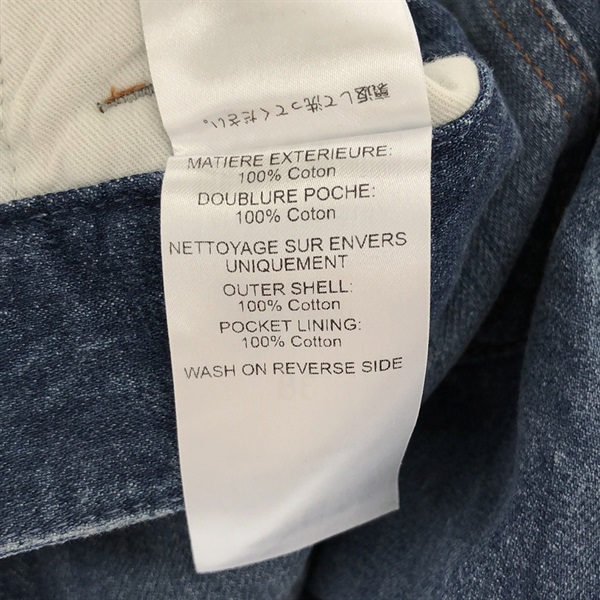 裏返して洗ってください。
MATIERE EXTERIEURE:
100% Coton
DOUBLURE POCHE:
100% Coton
NETTOYAGE SUR ENVERS
UNIQUEMENT
OUTER SHELL:
100% Cotton
POCKET LINING:
100% Cotton
WASH ON REVERSE SIDE